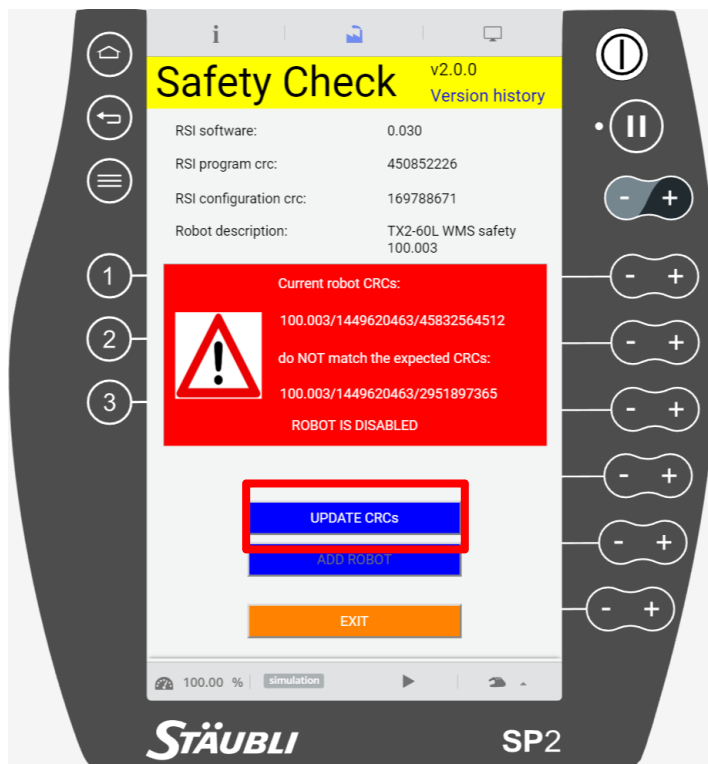 i
Safety Check
v2.0.0
Version history
RSI software: 0.030
RSI program crc: 450852226
RSI configuration crc: 169788671
Robot description: TX2-60L WMS safety
100.003
Current robot CRCs:
100.003/1449620463/45832564512
do NOT match the expected CRCs:
100.003/1449620463/2951897365
ROBOT IS DISABLED
UPDATE CRCs
ADD ROBOT
EXIT
100.00 % simulation
1
2
3
- +
- +
- +
- +
- +
- +
- +
STÄUBLI SP2